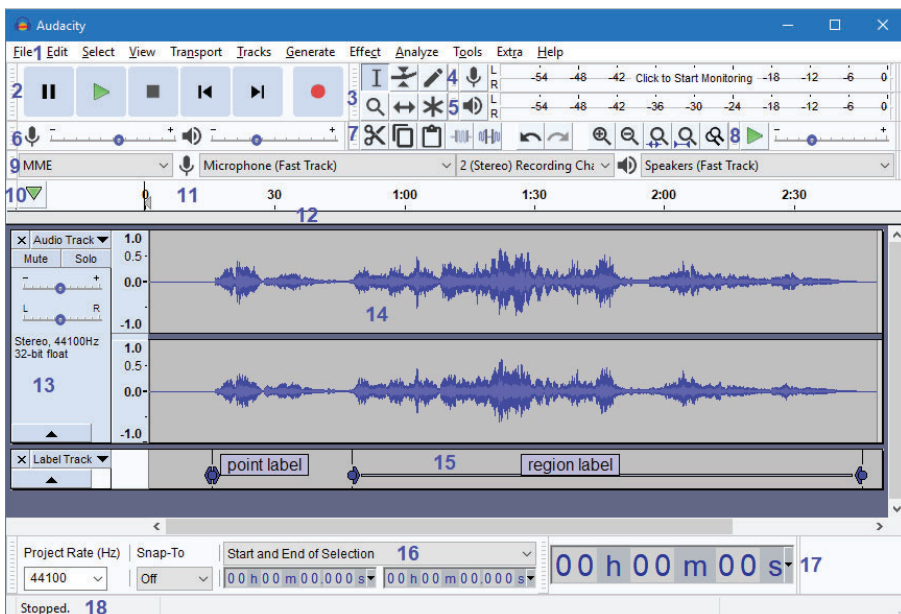 Audacity
File 1 Edit Select View Transport Tracks Generate Effect Analyze Tools Extra Help
2 3 4 L R -54 -48 -42 Click to Start Monitoring -18 -12 -6 0
5 L R -54 -48 -42 -36 -30 -24 -18 -12 -6 0
6 - + - + 7 8 - +
9 MME Microphone (Fast Track) 2 (Stereo) Recording Cha Speakers (Fast Track)
10 0 11 30 1:00 1:30 2:00 2:30
12
Audio Track 1.0
Mute Solo 0.5
- + 0.0
L R
14
-1.0
Stereo, 44100Hz 1.0
32-bit float
0.5
13 0.0
-1.0
Label Track
point label 15 region label
Project Rate (Hz) Snap-To Start and End of Selection 16
44100 Off 00 h 00 m 00.000 s 00 h 00 m 00.000 s 00 h 00 m 00 s 17
Stopped. 18